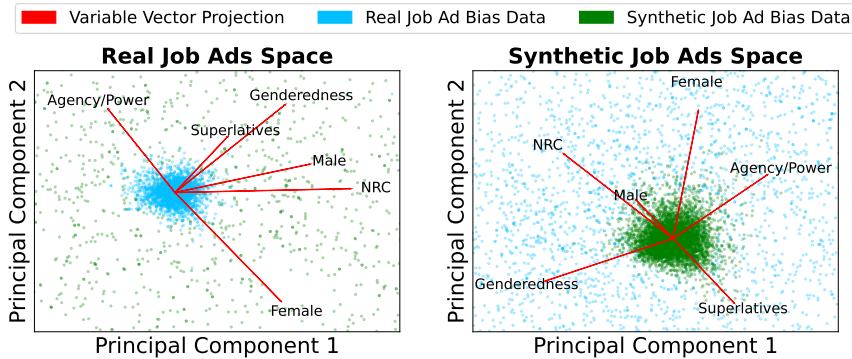 Variable Vector Projection Real Job Ad Bias Data Synthetic Job Ad Bias Data
Real Job Ads Space
Principal Component 2
Agency/Power
Genderedness
Superlatives
Male
NRC
Female
Principal Component 1
Synthetic Job Ads Space
Principal Component 2
Female
NRC
Agency/Power
Male
Genderedness
Superlatives
Principal Component 1